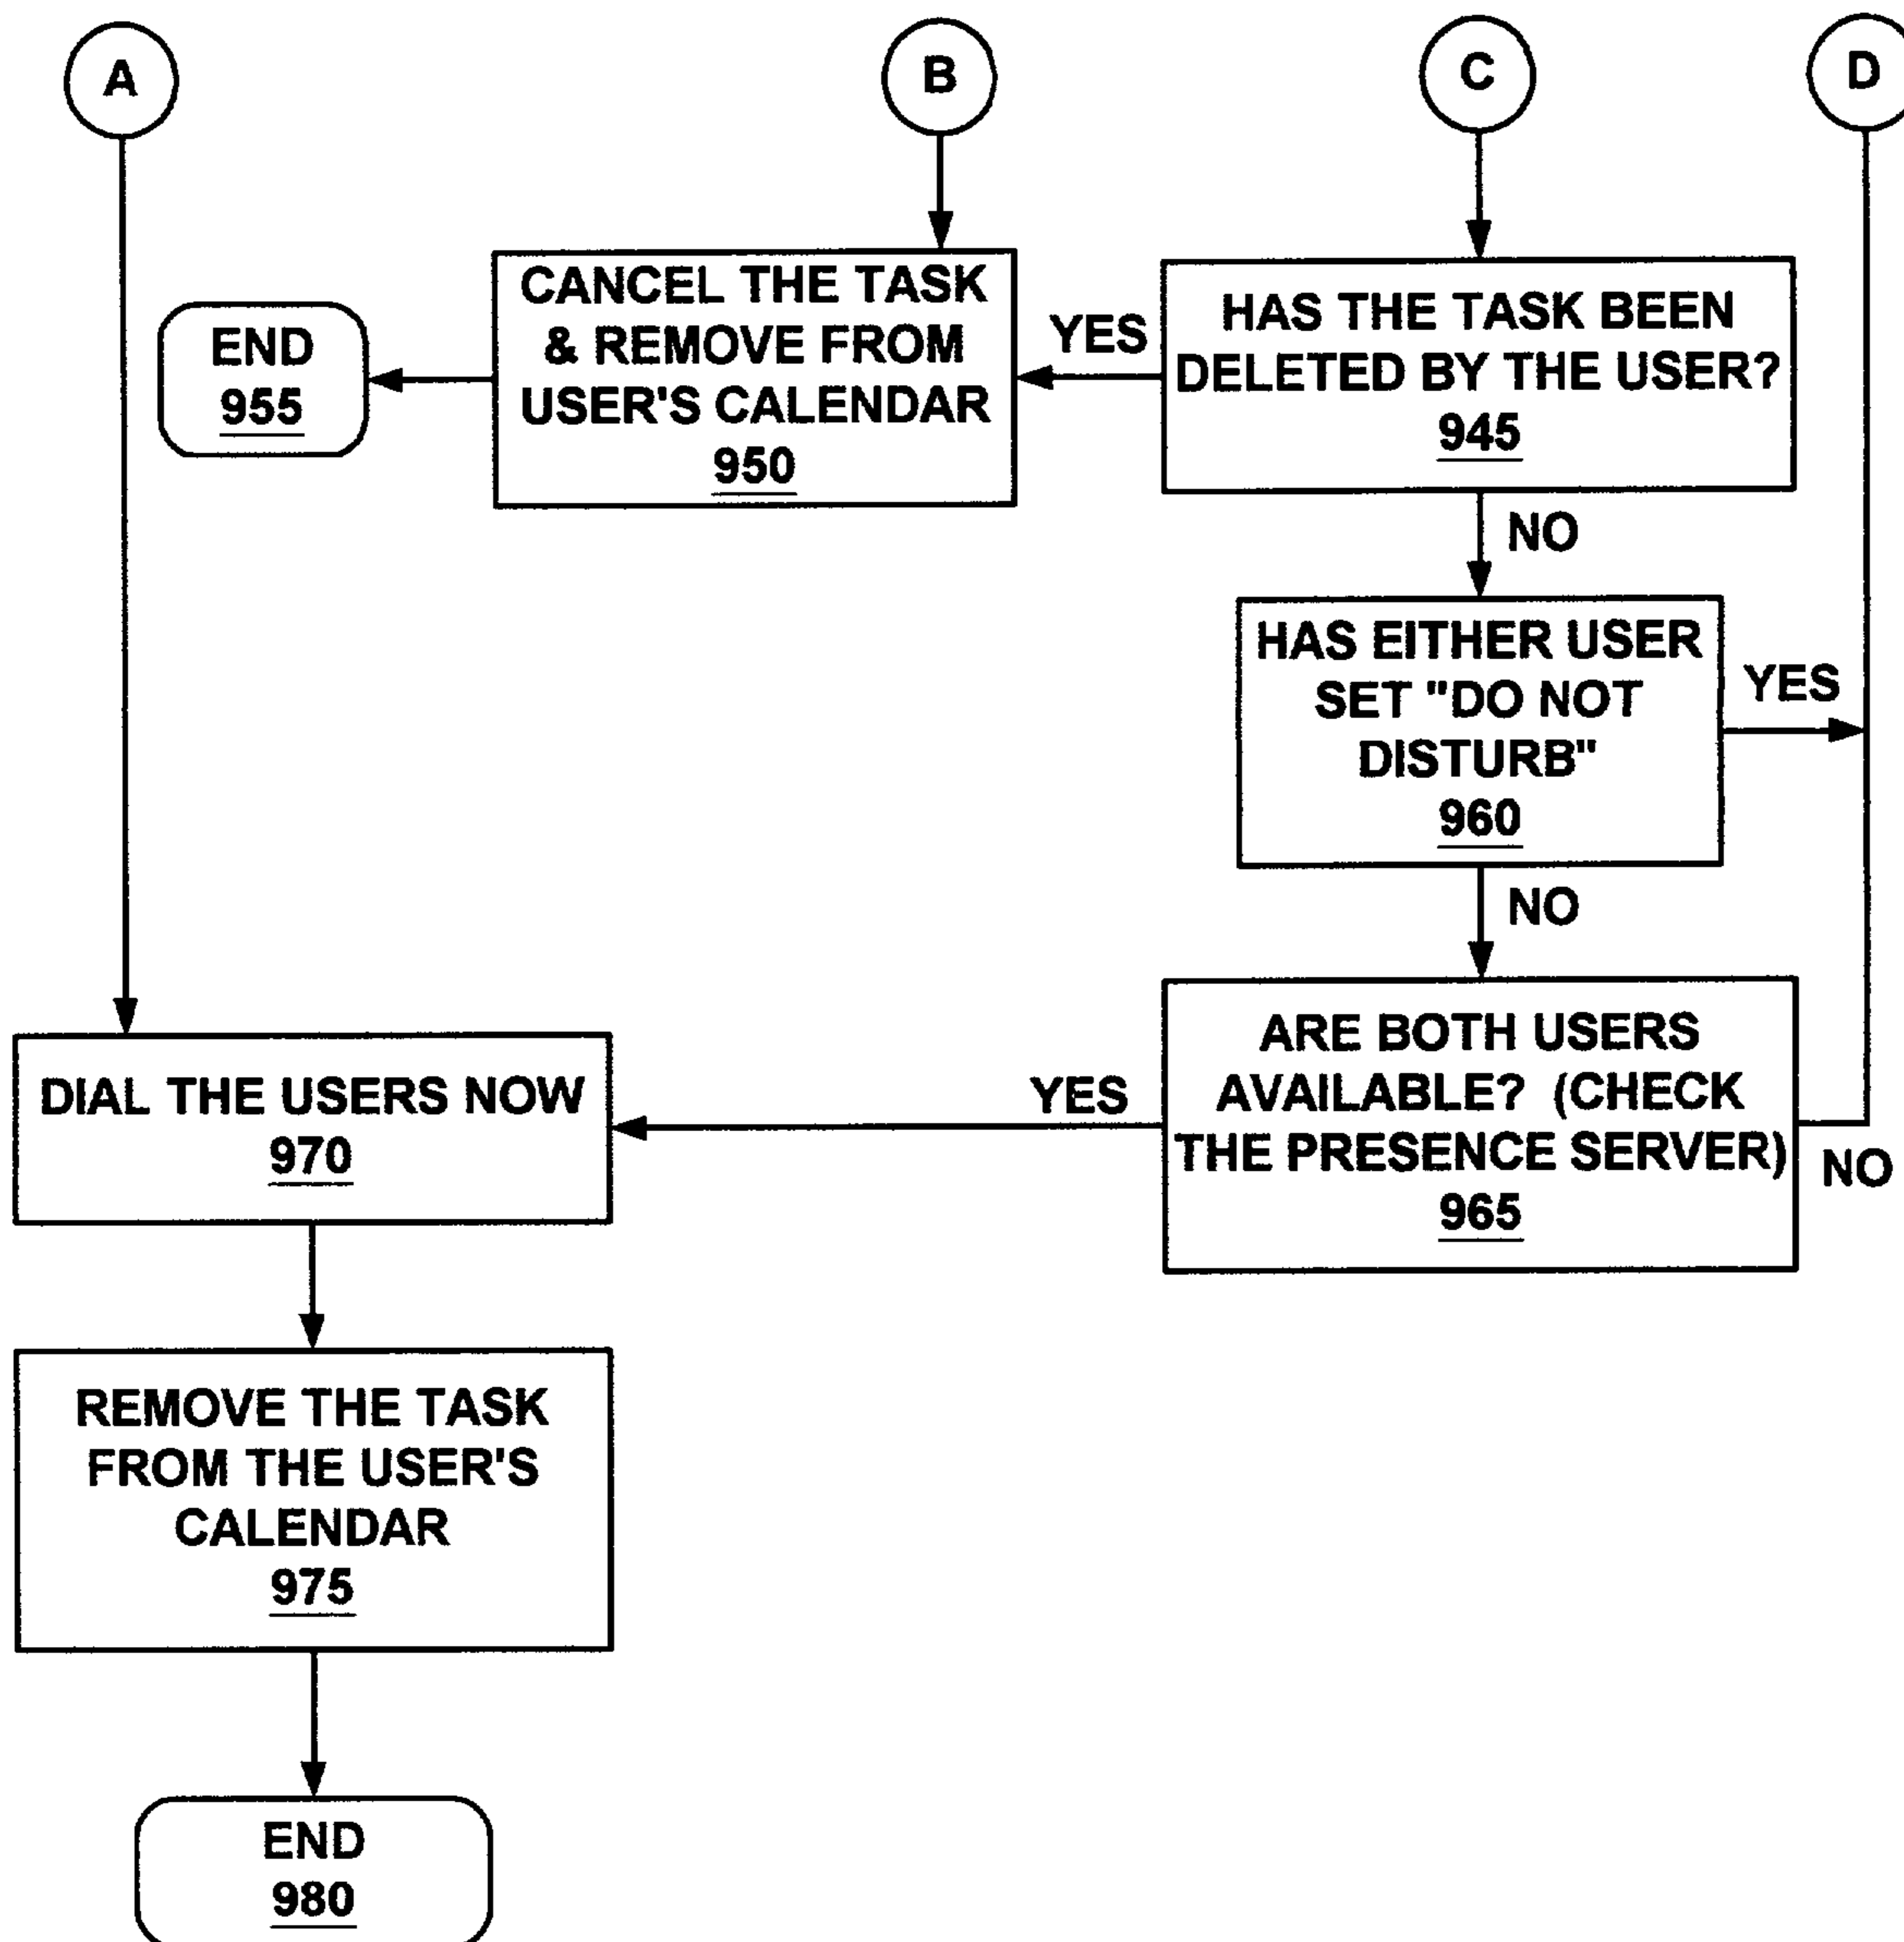 A
B
C
D
CANCEL THE TASK
& REMOVE FROM
USER'S CALENDAR
950
END
955
YES
HAS THE TASK BEEN
DELETED BY THE USER?
945
NO
HAS EITHER USER
SET "DO NOT
DISTURB"
960
YES
NO
ARE BOTH USERS
AVAILABLE? (CHECK
THE PRESENCE SERVER)
965
NO
YES
DIAL THE USERS NOW
970
REMOVE THE TASK
FROM THE USER'S
CALENDAR
975
END
980